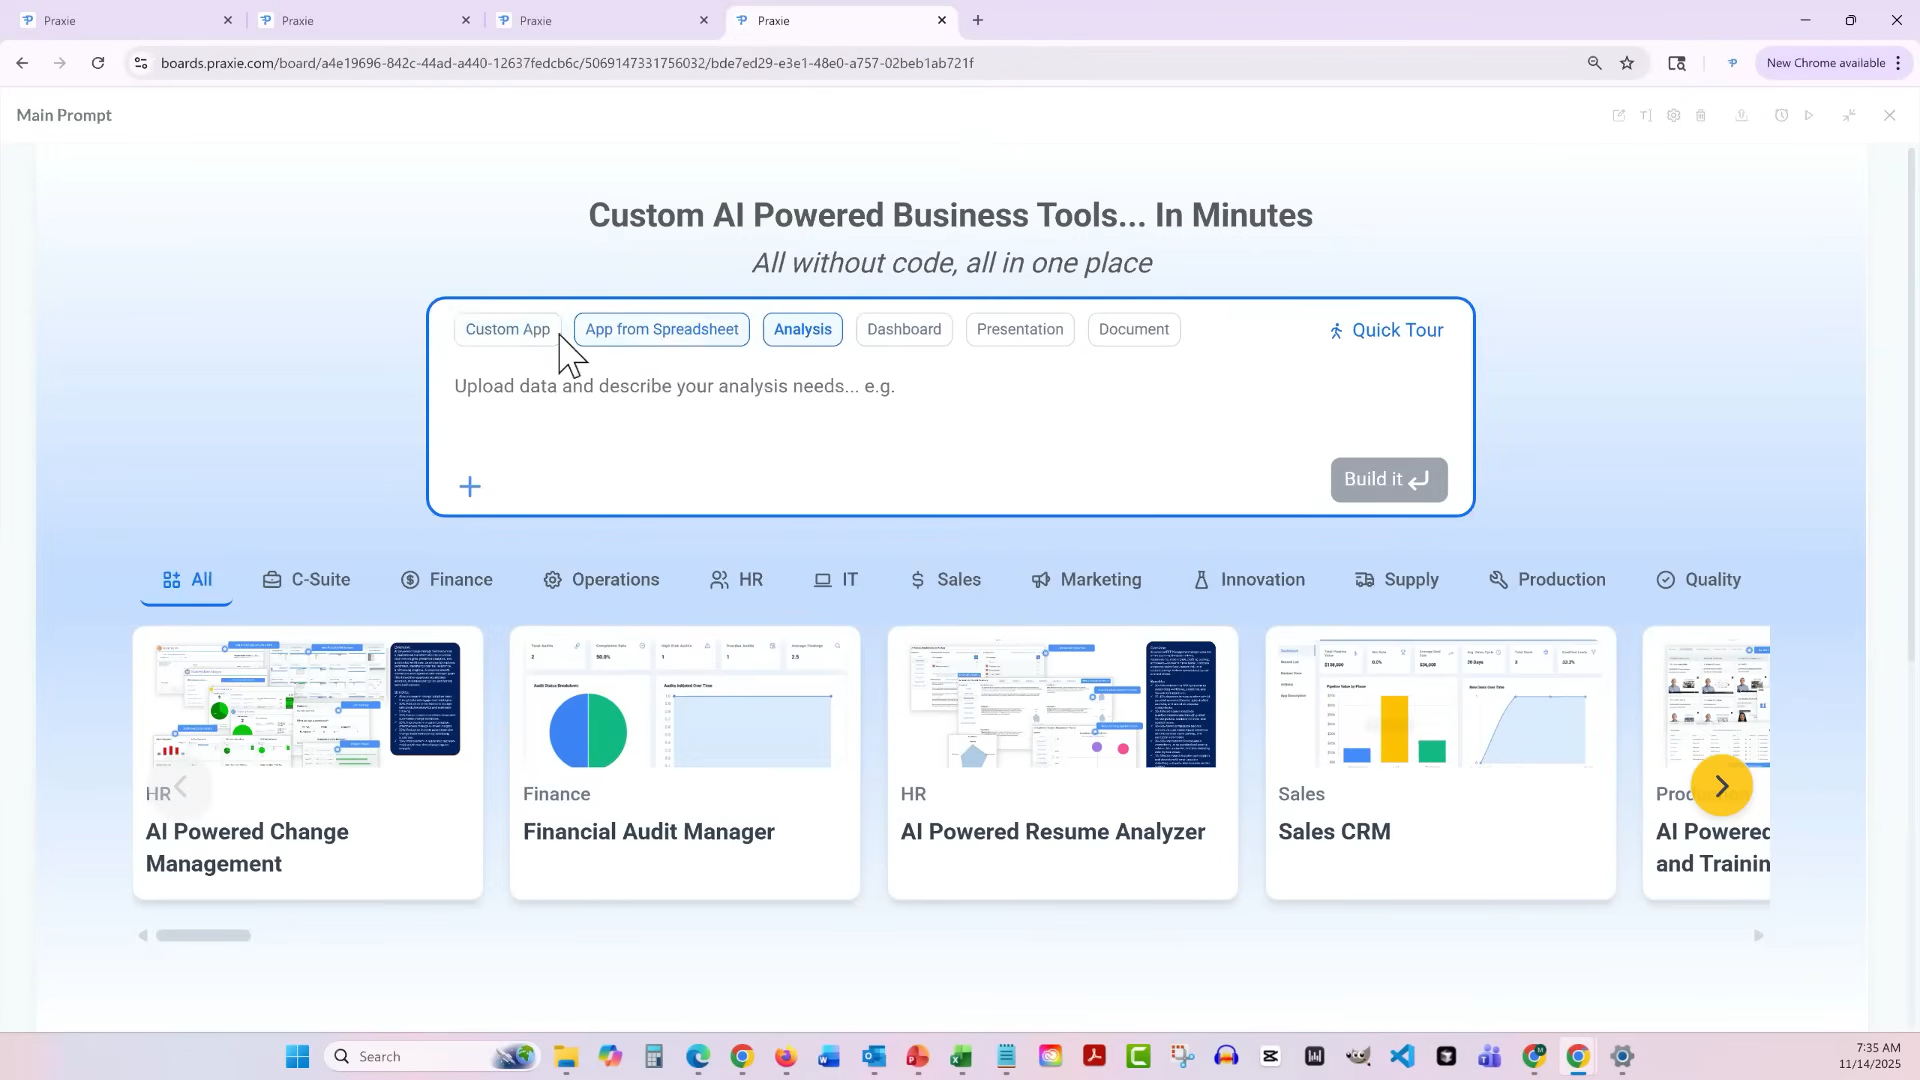 Praxie
Praxie
Praxie
Praxie
boards.praxie.com/board/a4e19696-842c-44ad-a440-12637fedcb6c/5069147331756032/bde7ed29-e3e1-48e0-a757-02beb1ab721f
New Chrome available
Main Prompt
Custom AI Powered Business Tools... In Minutes
All without code, all in one place
Custom App
App from Spreadsheet
Analysis
Dashboard
Presentation
Document
Quick Tour
Upload data and describe your analysis needs... e.g.
Build it
All
C-Suite
Finance
Operations
HR
IT
Sales
Marketing
Innovation
Supply
Production
Quality
HR
AI Powered Change
Management
Finance
Financial Audit Manager
HR
AI Powered Resume Analyzer
Sales
Sales CRM
AI Powered
and Trainin
Search
7:35 AM
11/14/2025